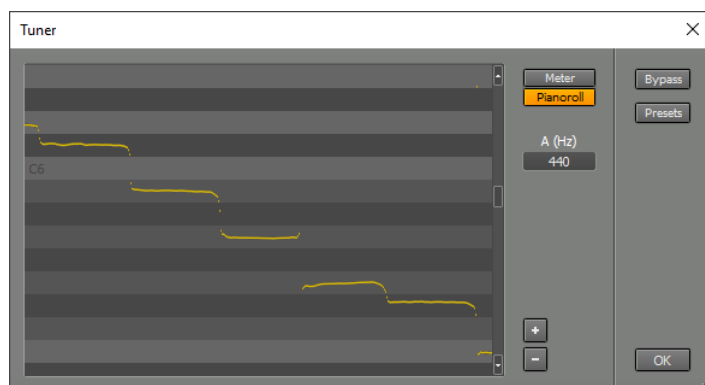 Tuner
Meter
Bypass
Pianoroll
Presets
A (Hz)
440
C6
+
-
OK